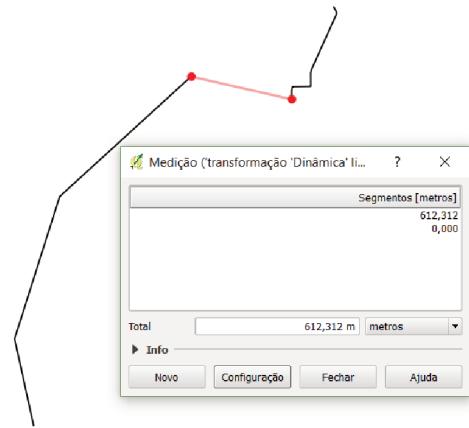 Medição ('transformação 'Dinâmica' li... ? ×
Segmentos [metros]
612,312
0,000
Total 612,312 m metros
Info
Novo Configuração Fechar Ajuda